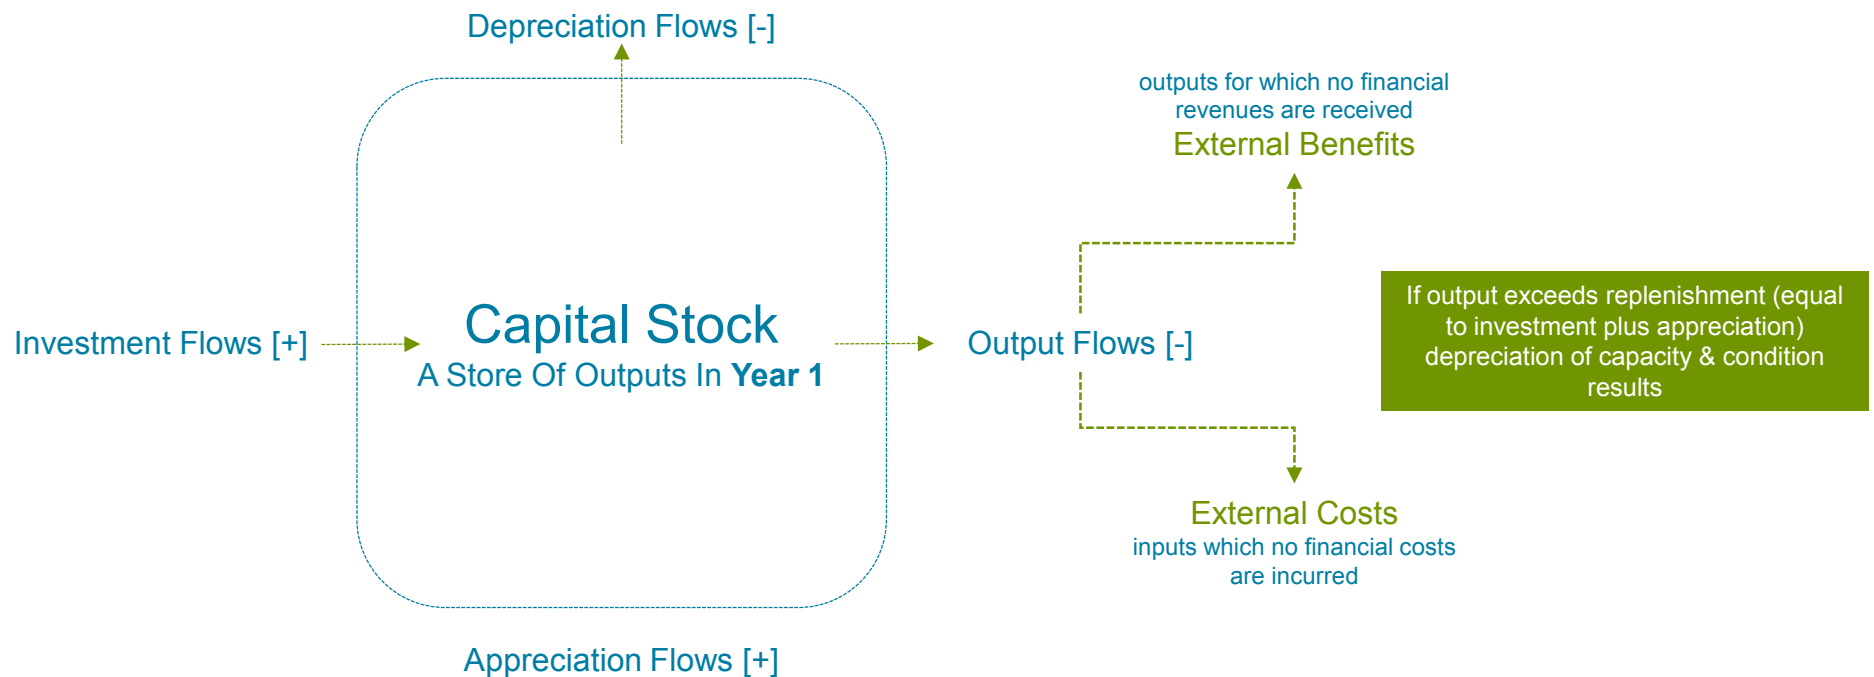 Depreciation Flows [-]
outputs for which no financial
revenues are received
External Benefits
Investment Flows [+]
Capital Stock
A Store Of Outputs In Year 1
Output Flows [-]
If output exceeds replenishment (equal
to investment plus appreciation)
depreciation of capacity & condition
results
External Costs
inputs which no financial costs
are incurred
Appreciation Flows [+]